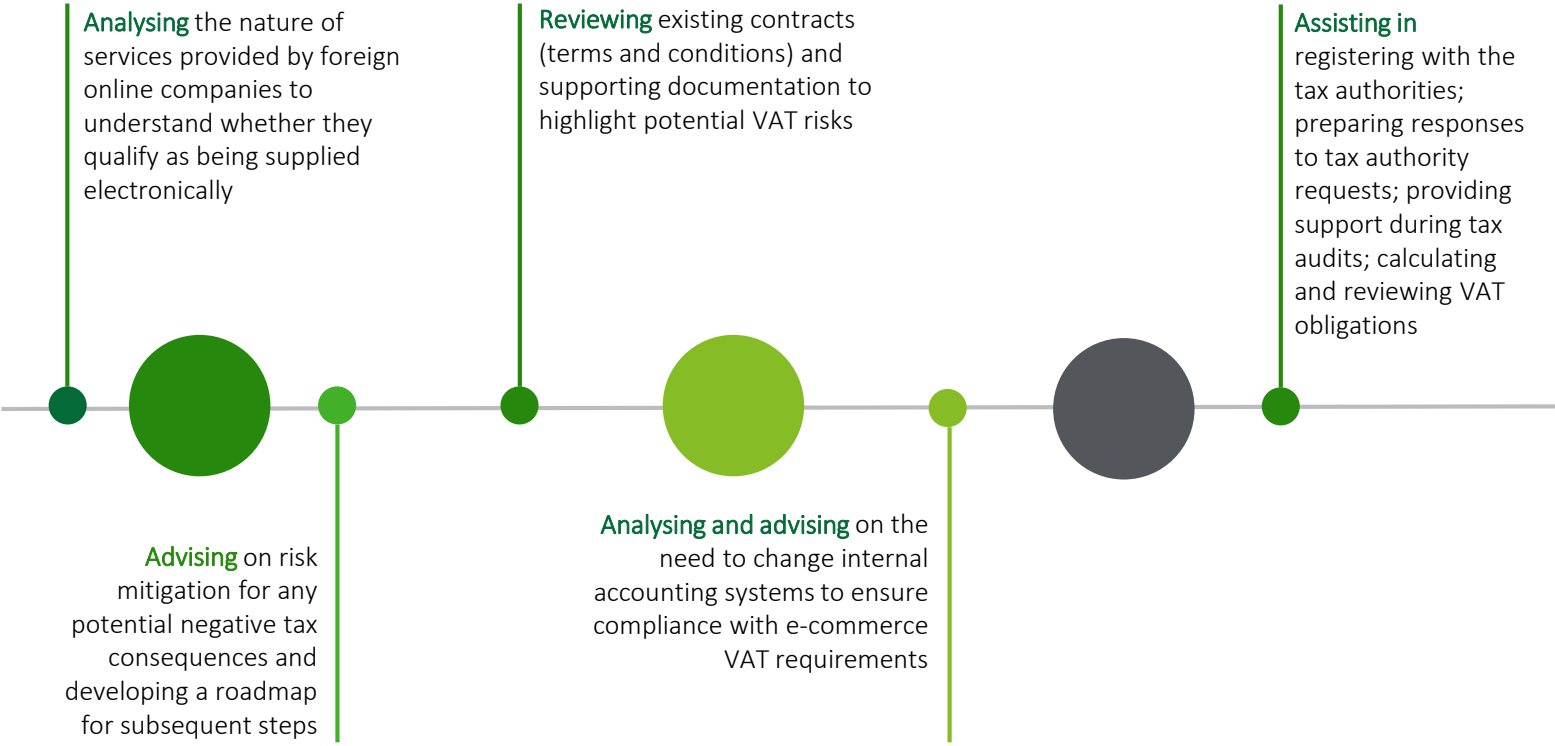 Analysing the nature of
services provided by foreign
online companies to
understand whether they
qualify as being supplied
electronically
Advising on risk
mitigation for any
potential negative tax
consequences and
developing a roadmap
for subsequent steps
Reviewing existing contracts
(terms and conditions) and
supporting documentation to
highlight potential VAT risks
Analysing and advising on the
need to change internal
accounting systems to ensure
compliance with e-commerce
VAT requirements
Assisting in
registering with the
tax authorities;
preparing responses
to tax authority
requests; providing
support during tax
audits; calculating
and reviewing VAT
obligations